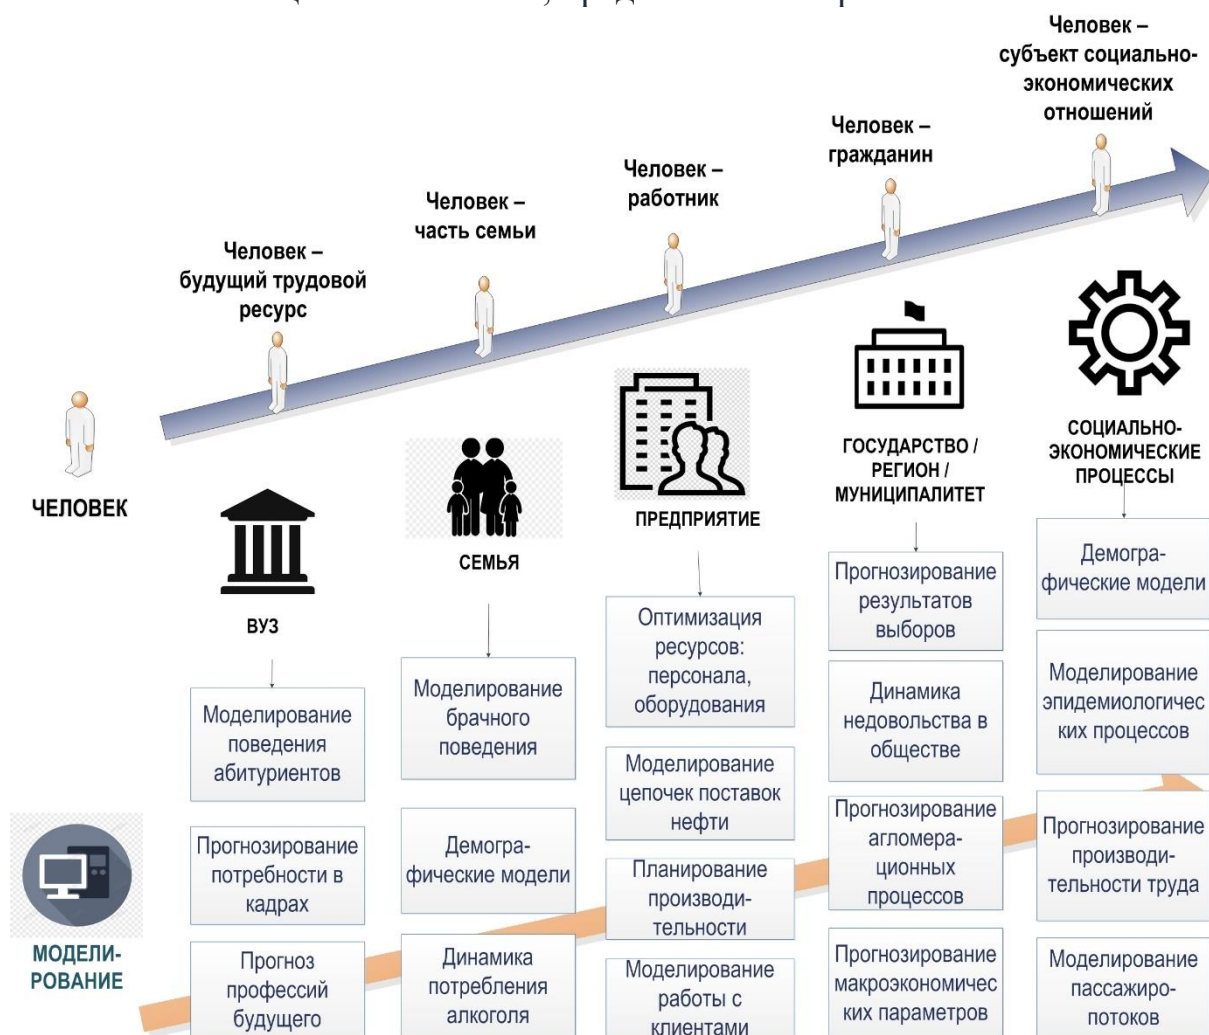 Человек –
субъект социально-
экономических
отношений
Человек –
гражданин
Человек –
работник
Человек –
часть семьи
Человек –
будущий трудовой
ресурс
ЧЕЛОВЕК
ВУЗ
СЕМЬЯ
ПРЕДПРИЯТИЕ
ГОСУДАРСТВО /
РЕГИОН /
МУНИЦИПАЛИТЕТ
СОЦИАЛЬНО-
ЭКОНОМИЧЕСКИЕ
ПРОЦЕССЫ
МОДЕЛИ-
РОВАНИЕ
Моделирование
поведения
абитуриентов
Прогнозирование
потребности в
кадрах
Прогноз
профессий
будущего
Моделирование
брачного
поведения
Демогра-
фические модели
Динамика
потребления
алкоголя
Оптимизация
ресурсов:
персонала,
оборудования
Моделирование
цепочек поставок
нефти
Планирование
производи-
тельности
Моделирование
работы с
клиентами
Прогнозирование
результатов
выборов
Динамика
недовольства в
обществе
Прогнозирование
агломера-
ционных
процессов
Прогнозирование
макроэкономичес
ких параметров
Демогра-
фические модели
Моделирование
эпидемиологичес
ких процессов
Прогнозирование
производи-
тельности труда
Моделирование
пассажиро-
потоков